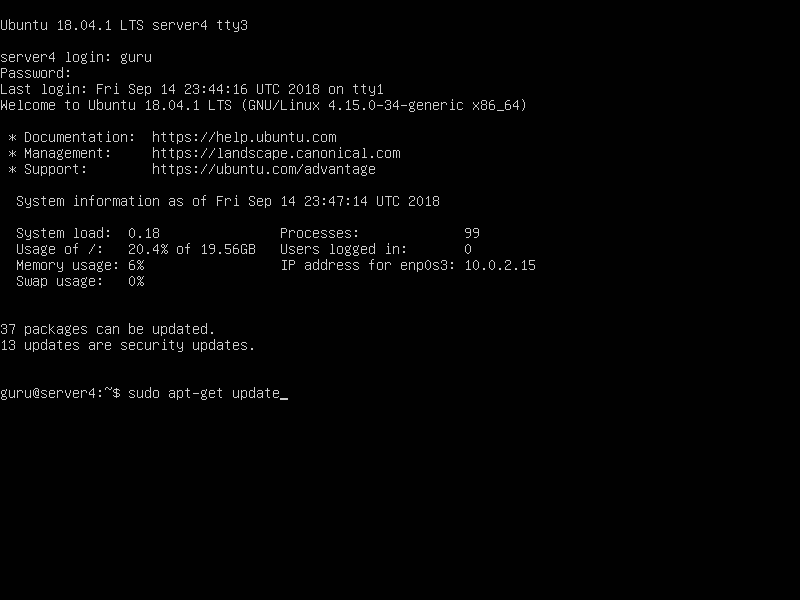 Ubuntu 18.04.1 LTS server4 tty3
server4 login: guru
Password:
Last login: Fri Sep 14 23:44:16 UTC 2018 on tty1
Welcome to Ubuntu 18.04.1 LTS (GNU/Linux 4.15.0-34-generic x86_64)
* Documentation: https://help.ubuntu.com
* Management: https://landscape.canonical.com
* Support: https://ubuntu.com/advantage
System information as of Fri Sep 14 23:47:14 UTC 2018
System load: 0.18 Processes: 99
Usage of /: 20.4% of 19.56GB Users logged in: 0
Memory usage: 6% IP address for enp0s3: 10.0.2.15
Swap usage: 0%
37 packages can be updated.
13 updates are security updates.
guru@server4:~$ sudo apt-get update_